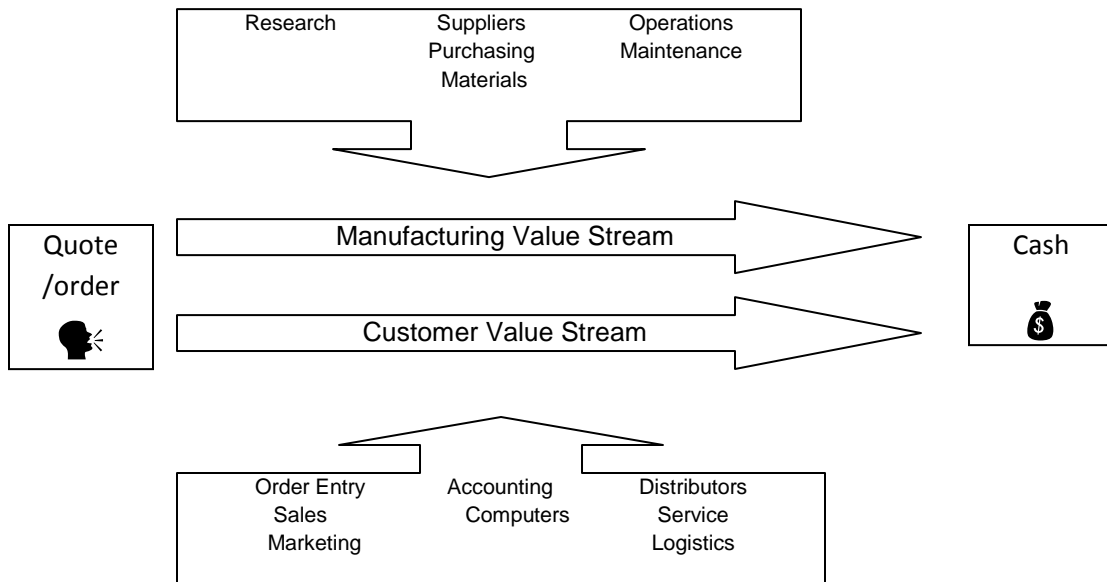 Research Suppliers Operations
Purchasing Maintenance
Materials
Manufacturing Value Stream
Quote
/order
Cash
$
Customer Value Stream
Order Entry Accounting Distributors
Sales Computers Service
Marketing Logistics